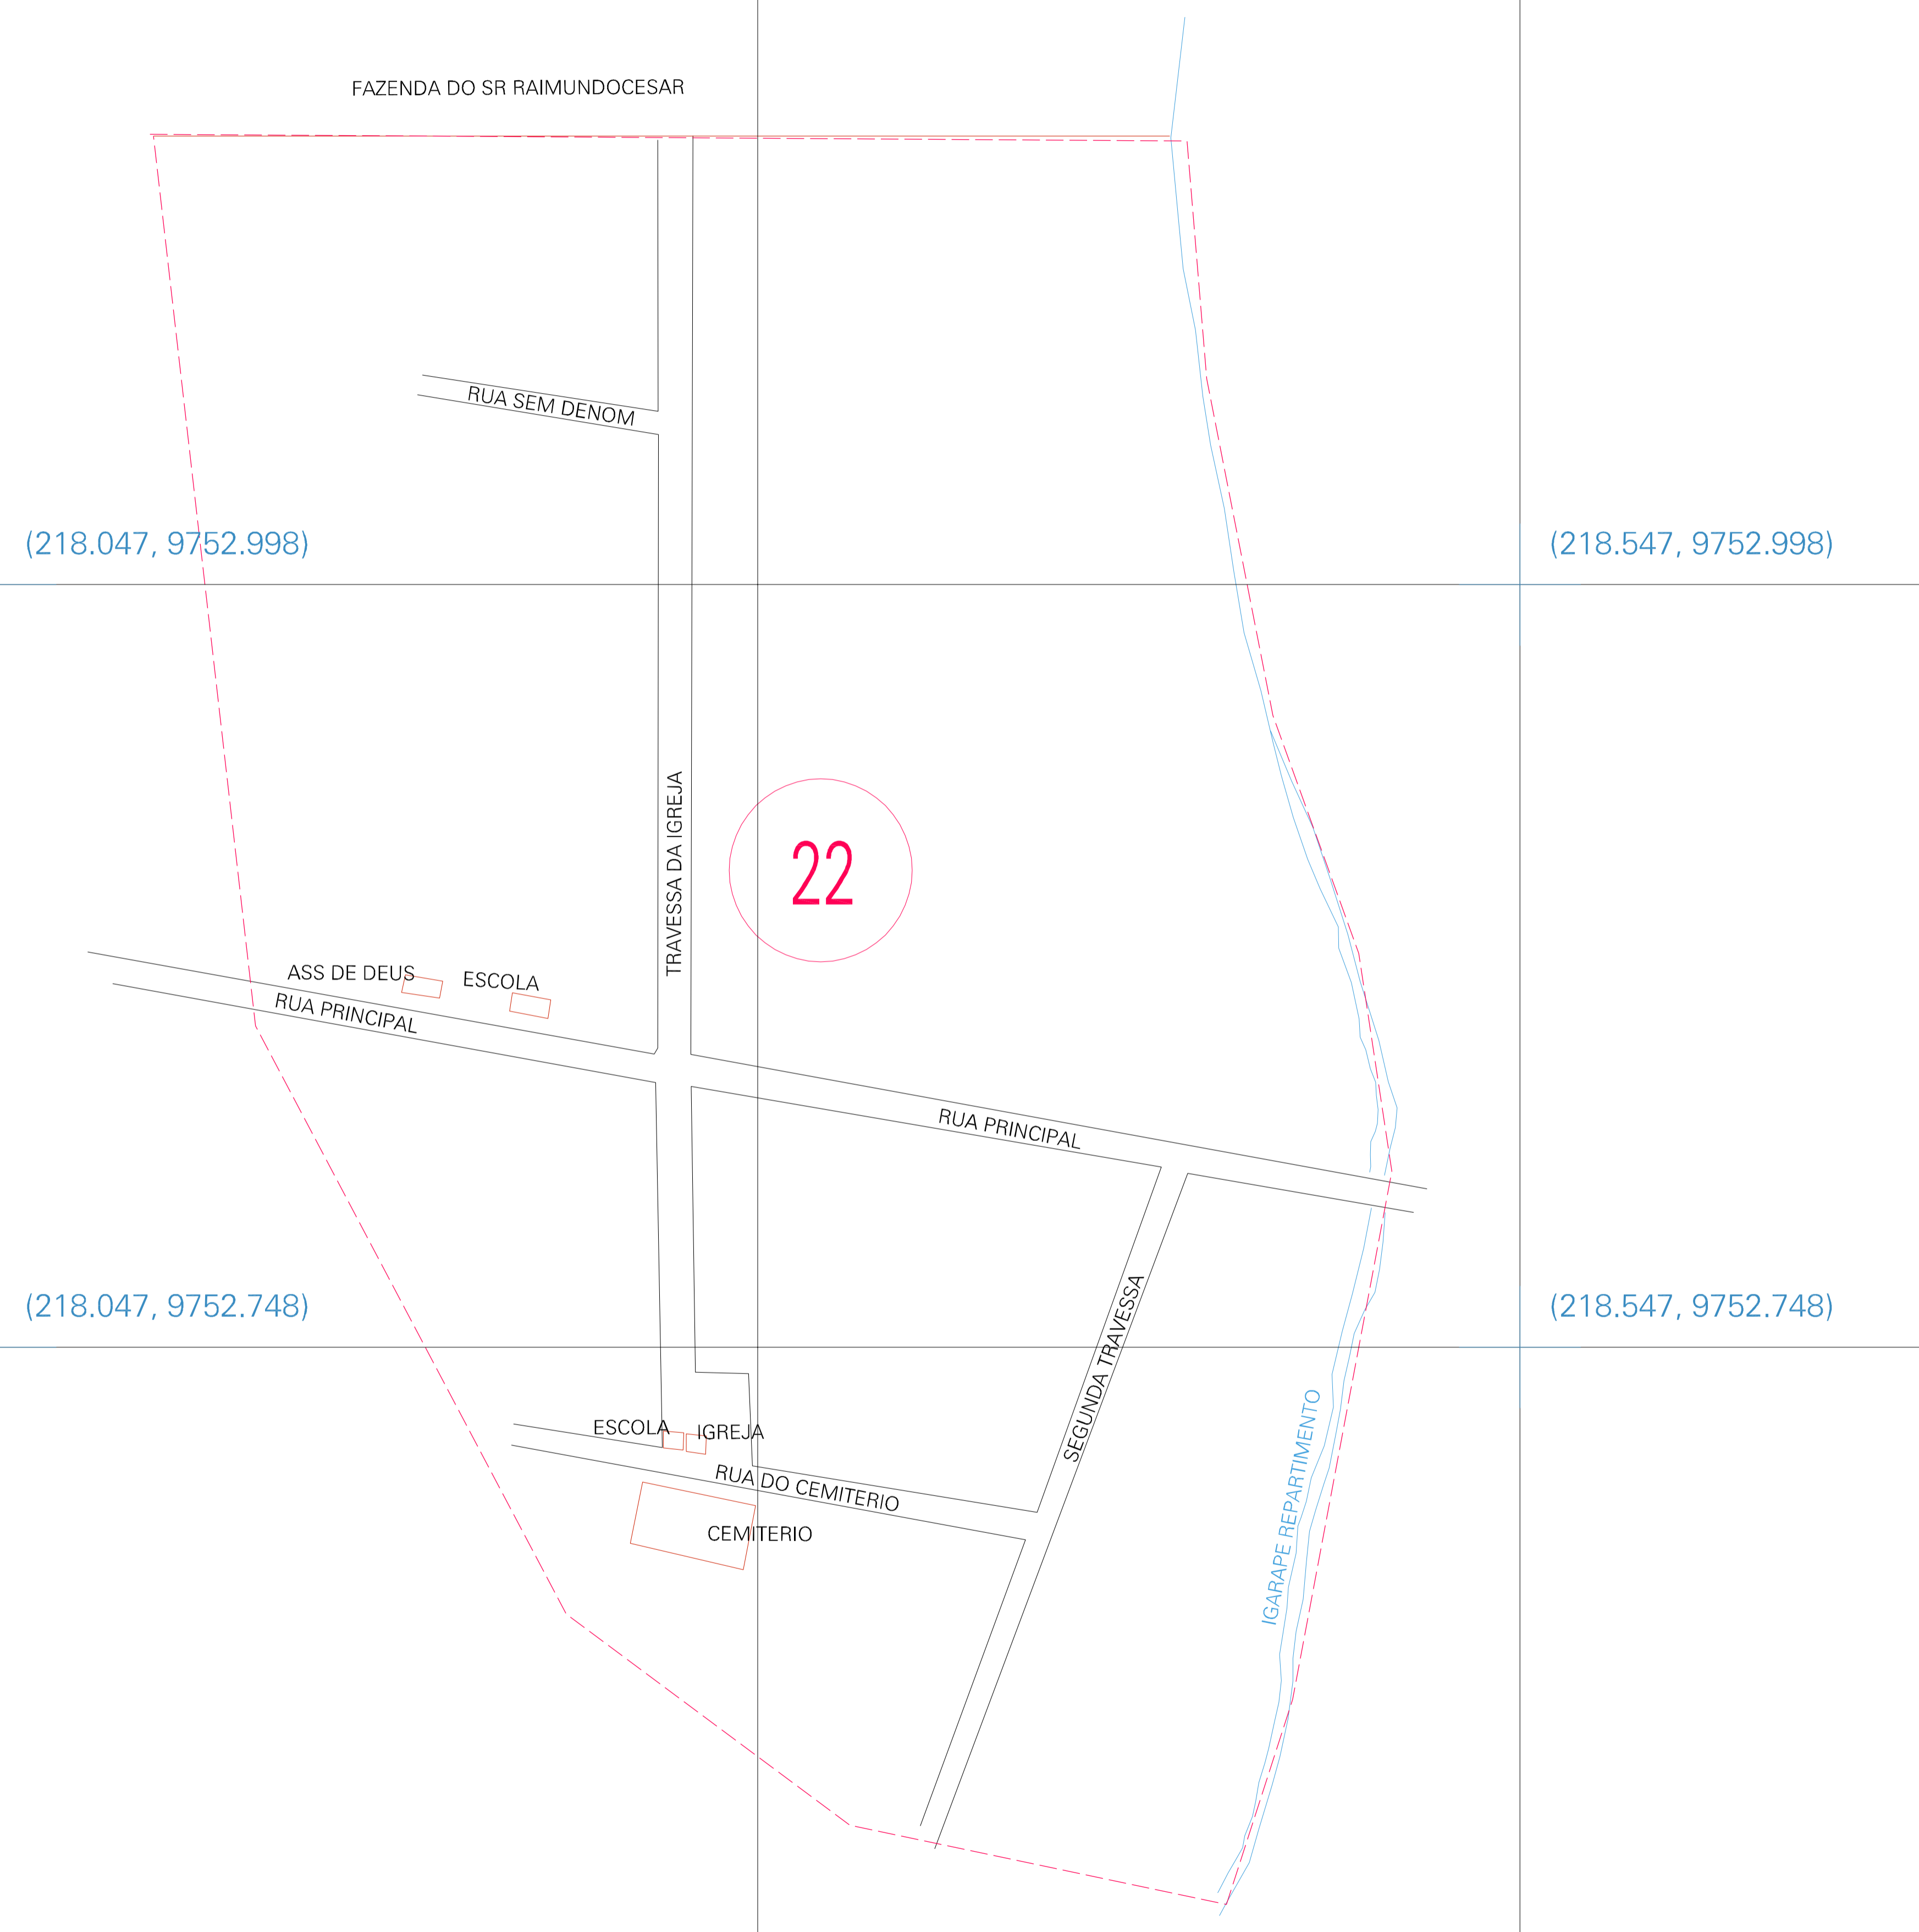 FAZENDA DO SR RAIMUNDOCESAR
RUA SEM DENOM
(218.047, 9752.998)
(218.547, 9752.998)
TRAVESSA DA IGREJA
22
ASS DE DEUS
ESCOLA
RUA PRINCIPAL
RUA PRINCIPAL
(218.047, 9752.748)
(218.547, 9752.748)
SEGUNDA TRAVESSA
IGARAPE REPARTIMENTO
ESCOLA
IGREJA
RUA DO CEMITERIO
CEMITERIO